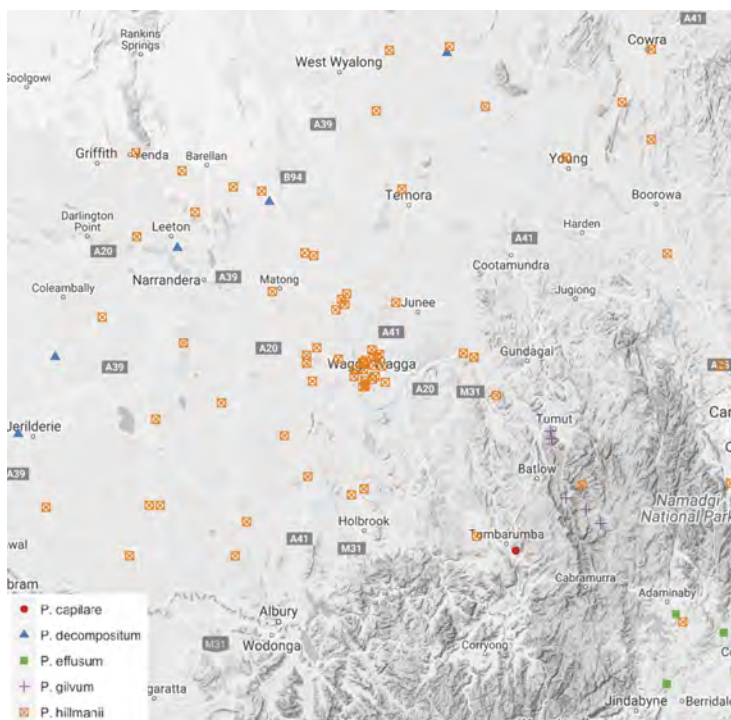 A41
Rankins
Springs
West Wyalong
Cowra
Goolgowi
A39
Griffith
Yenda
Barellan
B94
Young
Temora
Boorowa
Darlington
Point
Leeton
A20
Harden
A41
Cootamundra
Narrandera
A39
Matong
Coleambally
Jugiong
Junee
A41
A20
Wagga Wagga
Gundagai
A39
A20
M31
Tumut
Jerilderie
Batlow
A39
Namadgi
National Park
Holbrook
A41
M31
Tumbarumba
wal
Cabramurra
bram
Adaminaby
P. capilare
P. decompositum
P. effusum
P. gilvum
P. hillmanii
Albury
M31
Wodonga
Corryong
garatta
Jindabyne
Berridale